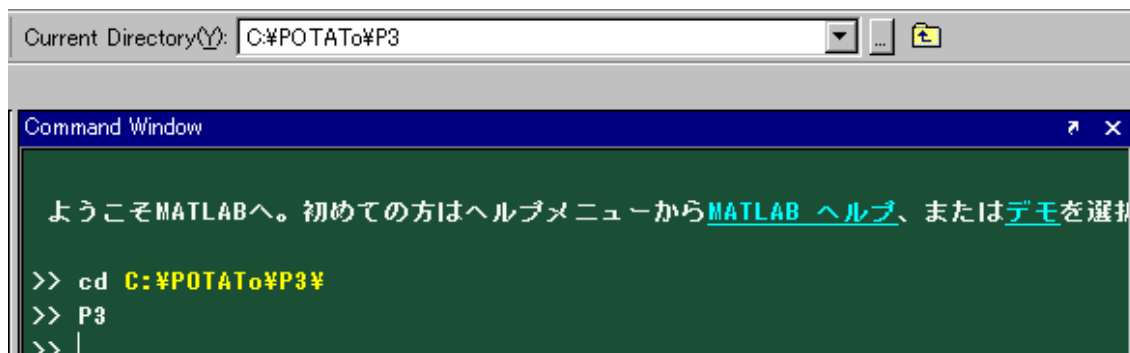 Current Directory(Y): C:¥POTATo¥P3 ...
Command Window
ようこそMATLABへ。初めての方はヘルプメニューからMATLAB ヘルプ、またはデモを選択
>> cd C:¥POTATo¥P3¥
>> P3
>>